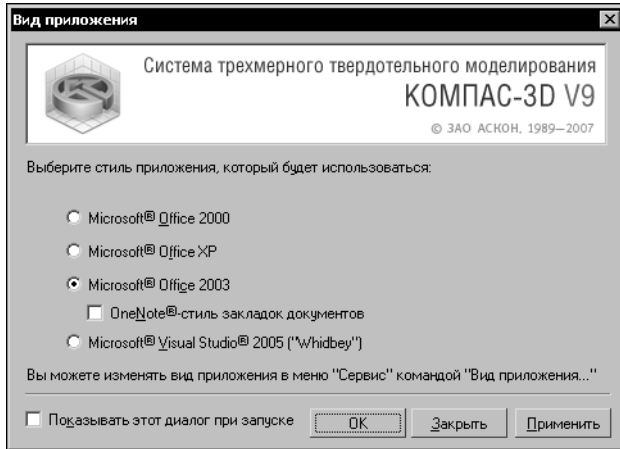 Вид приложения
Система трехмерного твердотельного моделирования
КОМПАС-3D V9
© ЗАО АСКОН, 1989—2007
Выберите стиль приложения, который будет использоваться:
Microsoft® Office 2000
Microsoft® Office XP
Microsoft® Office 2003
OneNote®-стиль закладок документов
Microsoft® Visual Studio® 2005 ("Whidbey")
Вы можете изменять вид приложения в меню "Сервис" командой "Вид приложения..."
Показывать этот диалог при запуске
OK
Закрыть
Применить